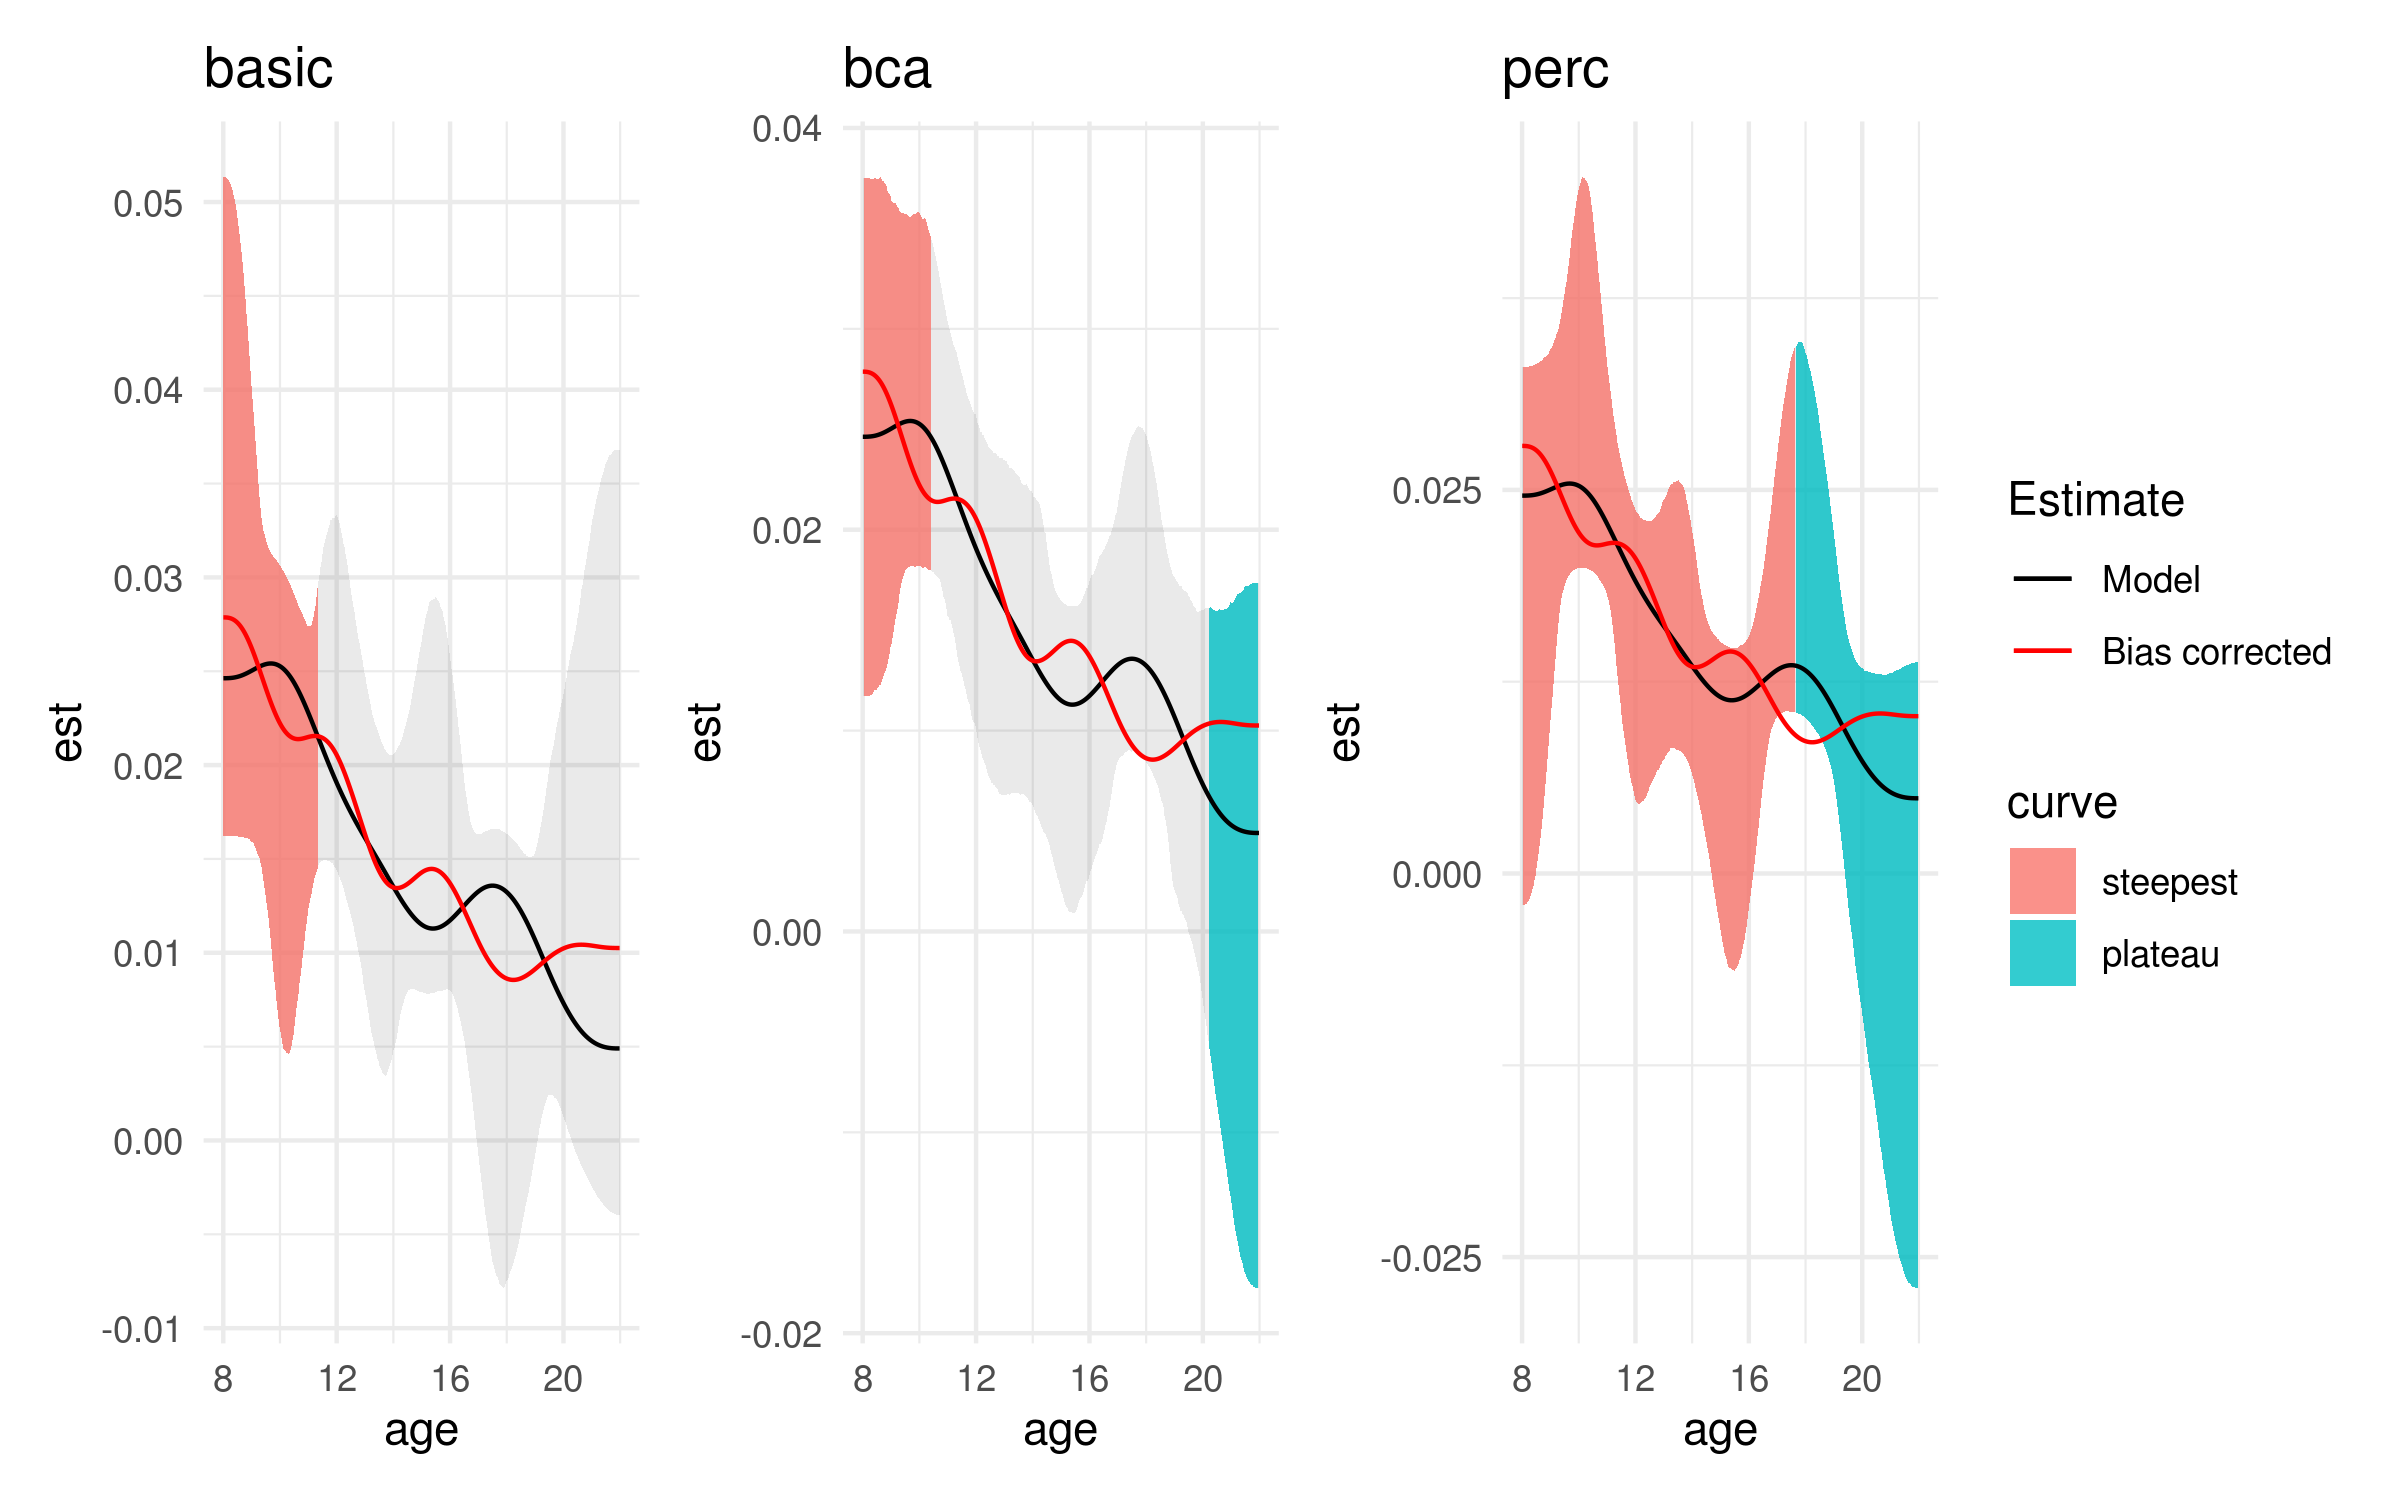 basic
bca
perc
est
0.05
0.04
0.03
0.02
0.01
0.00
-0.01
8 12 16 20
age
est
0.04
0.02
0.00
-0.02
8 12 16 20
age
est
0.025
0.000
-0.025
8 12 16 20
age
Estimate
Model
Bias corrected
curve
steepest
plateau